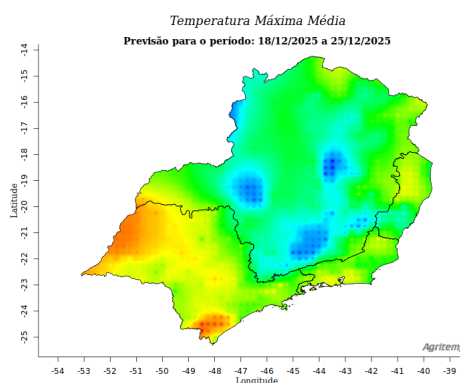 Temperatura Máxima Média
Previsão para o período: 18/12/2025 a 25/12/2025
-14
-15
-16
-17
-18
-19
-20
-21
-22
-23
-24
-25
Latitude
Agritem
-54 -53 -52 -51 -50 -49 -48 -47 -46 -45 -44 -43 -42 -41 -40 -39
Longitude